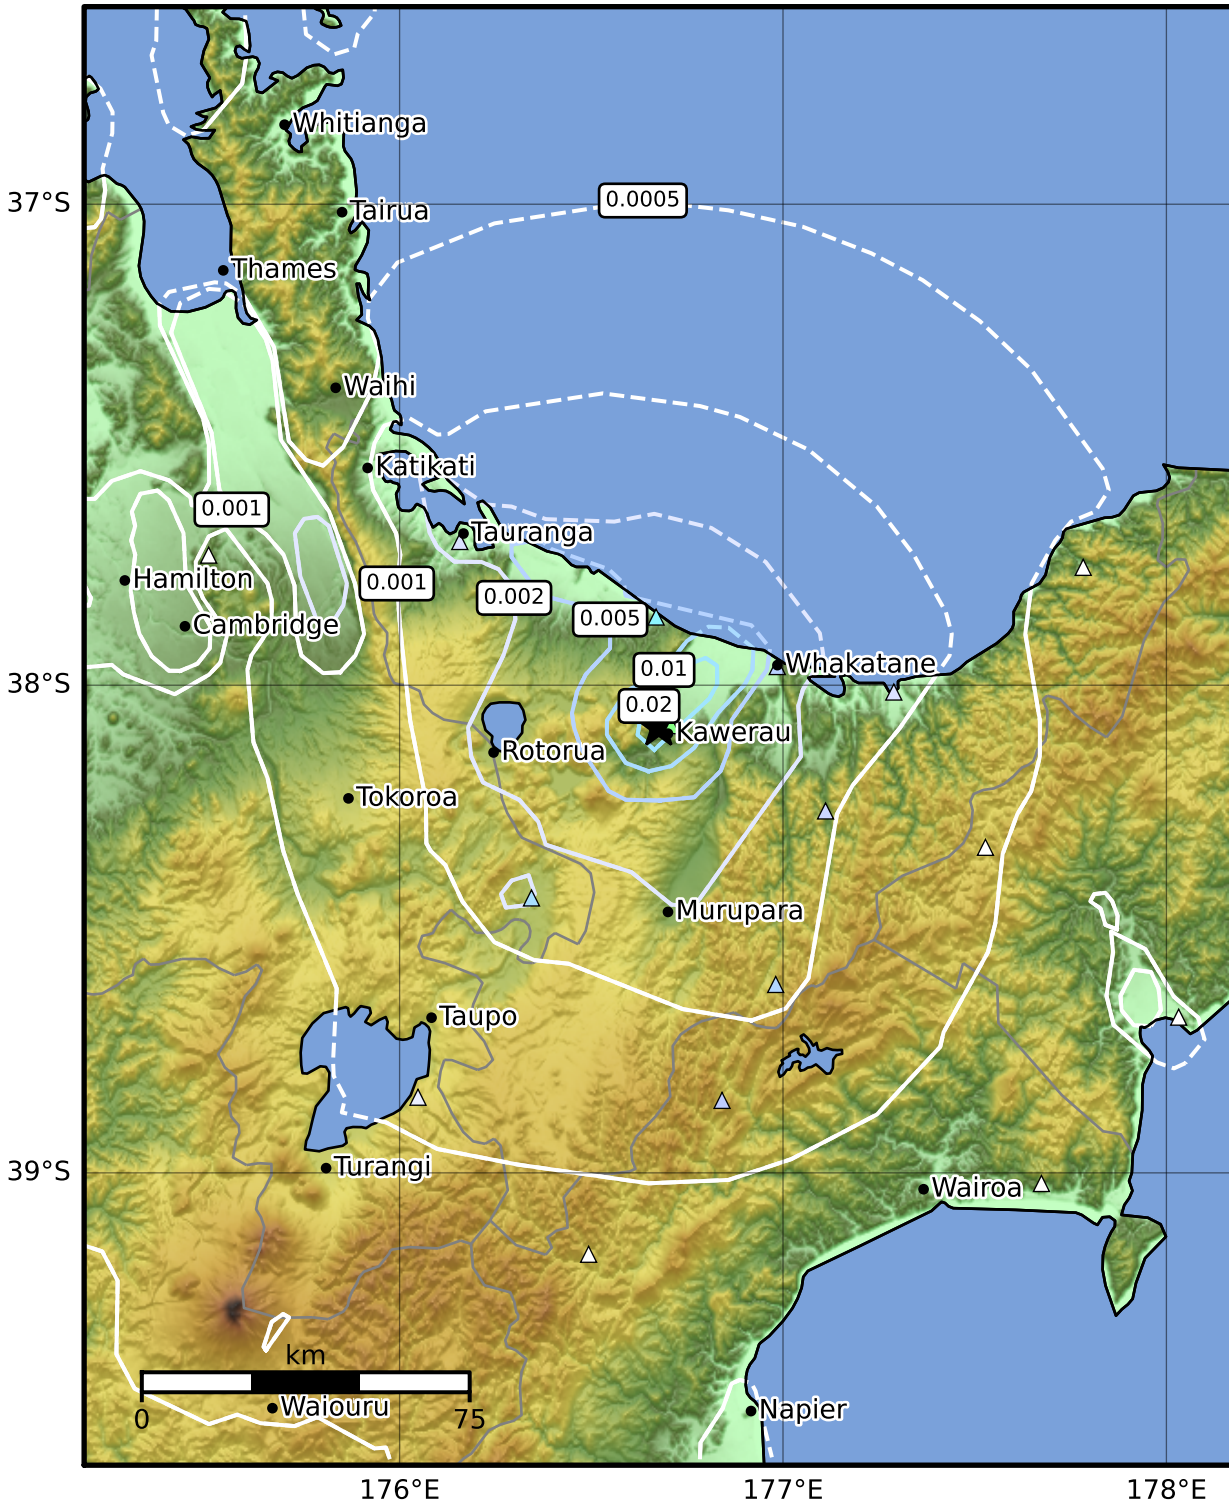 Whitianga
37°S
0.0005
Tairua
Thames
Waihi
Katikati
0.001
Tauranga
Hamilton
0.001
0.002
0.005
Cambridge
Whakatane
0.01
38°S
0.02
Kawerau
Rotorua
Tokoroa
Murupara
Taupo
39°S
Turangi
Wairoa
km
0
75
Waiouru
Napier
176°E
177°E
178°E